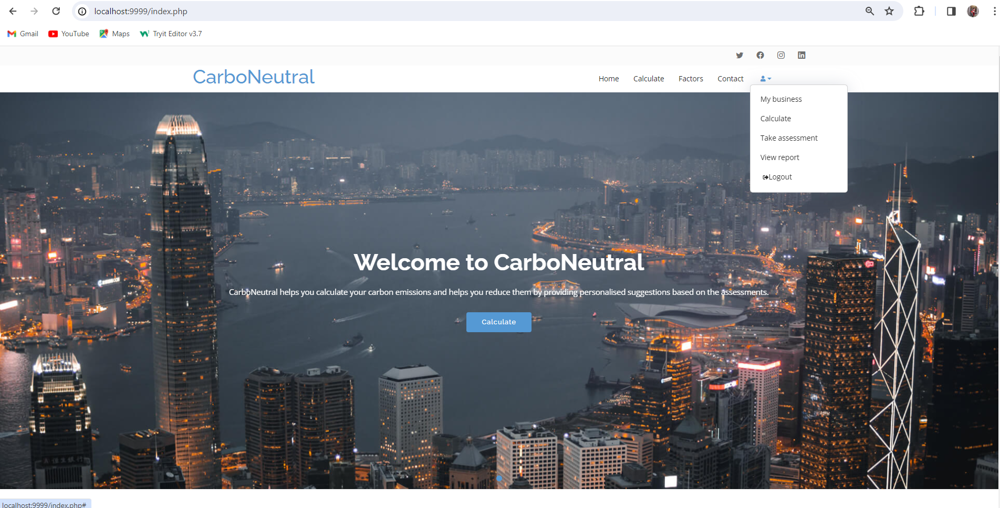 localhost:9999/index.php
Gmail YouTube Maps Tryit Editor v3.7
CarboNeutral
Home Calculate Factors Contact
My business
Calculate
Take assessment
View report
Logout
Welcome to CarboNeutral
CarboNeutral helps you calculate your carbon emissions and helps you reduce them by providing personalised suggestions based on the assessments.
Calculate
localhost:9999/index.php#